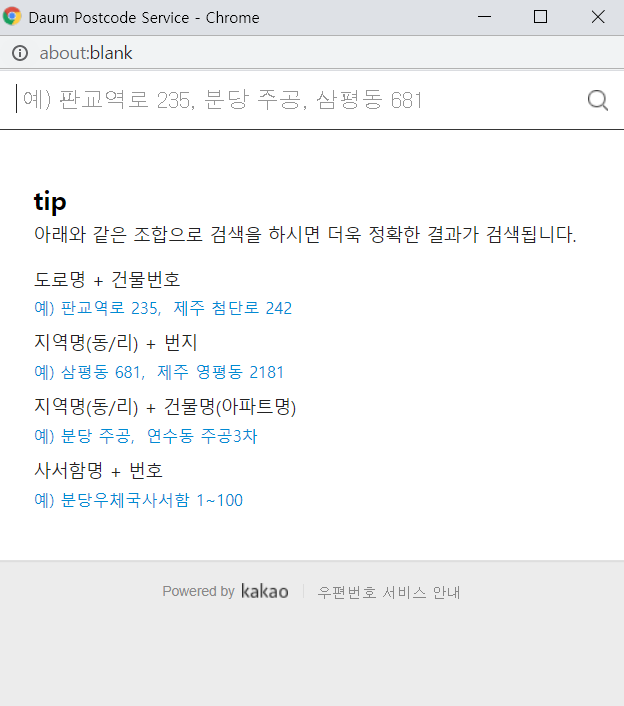 Daum Postcode Service - Chrome
about:blank
예) 판교역로 235, 분당 주공, 삼평동 681
tip
아래와 같은 조합으로 검색을 하시면 더욱 정확한 결과가 검색됩니다.
도로명 + 건물번호
예) 판교역로 235, 제주 첨단로 242
지역명(동/리) + 번지
예) 삼평동 681, 제주 영평동 2181
지역명(동/리) + 건물명(아파트명)
예) 분당 주공, 연수동 주공3차
사서함명 + 번호
예) 분당우체국사서함 1~100
Powered by kakao 우편번호 서비스 안내